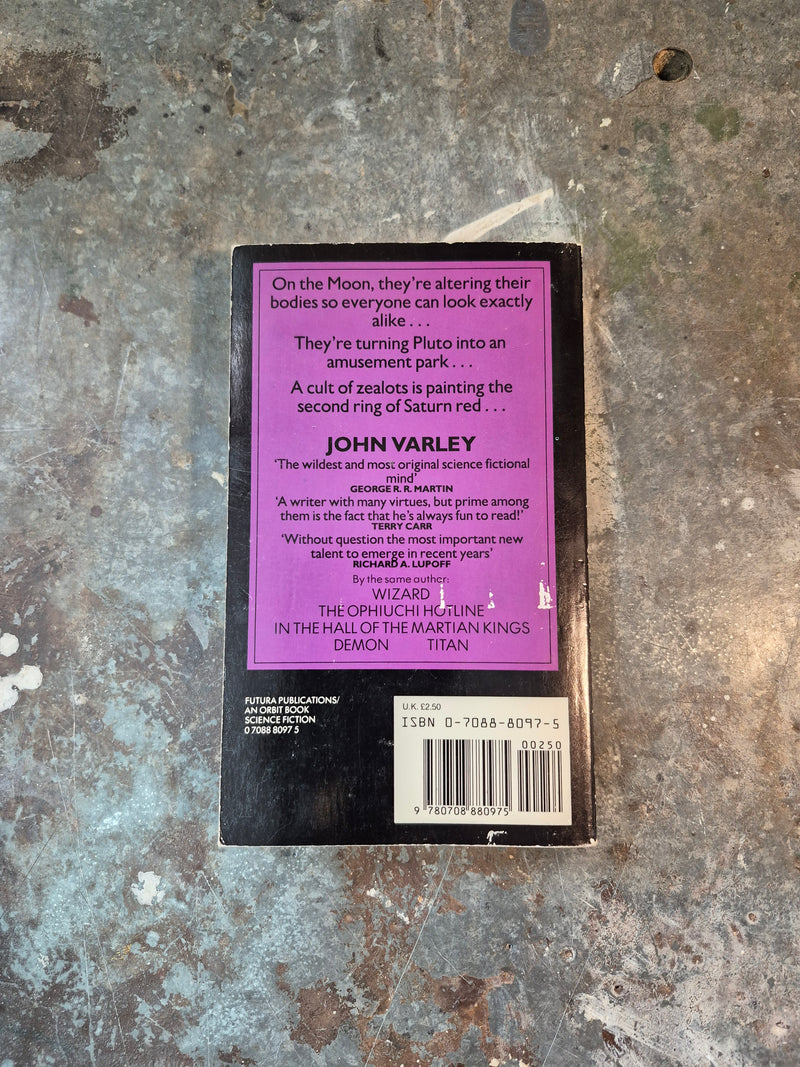 On the Moon, they're altering their
bodies so everyone can look exactly
alike . . .
They're turning Pluto into an
amusement park . . .
A cult of zealots is painting the
second ring of Saturn red . . .
JOHN VARLEY
'The wildest and most original science fictional
mind'
GEORGE R. R. MARTIN
'A writer with many virtues, but prime among
them is the fact that he's always fun to read!'
TERRY CARR
'Without question the most important new
talent to emerge in recent years'
RICHARD A. LUPOFF
By the same author:
WIZARD
THE OPHIUCHI HOTLINE
IN THE HALL OF THE MARTIAN KINGS
DEMON TITAN
FUTURA PUBLICATIONS/
AN ORBIT BOOK
SCIENCE FICTION
0 7088 8097 5
U.K. £2.50
ISBN 0-7088-8097-5
00250
9 780708 880975